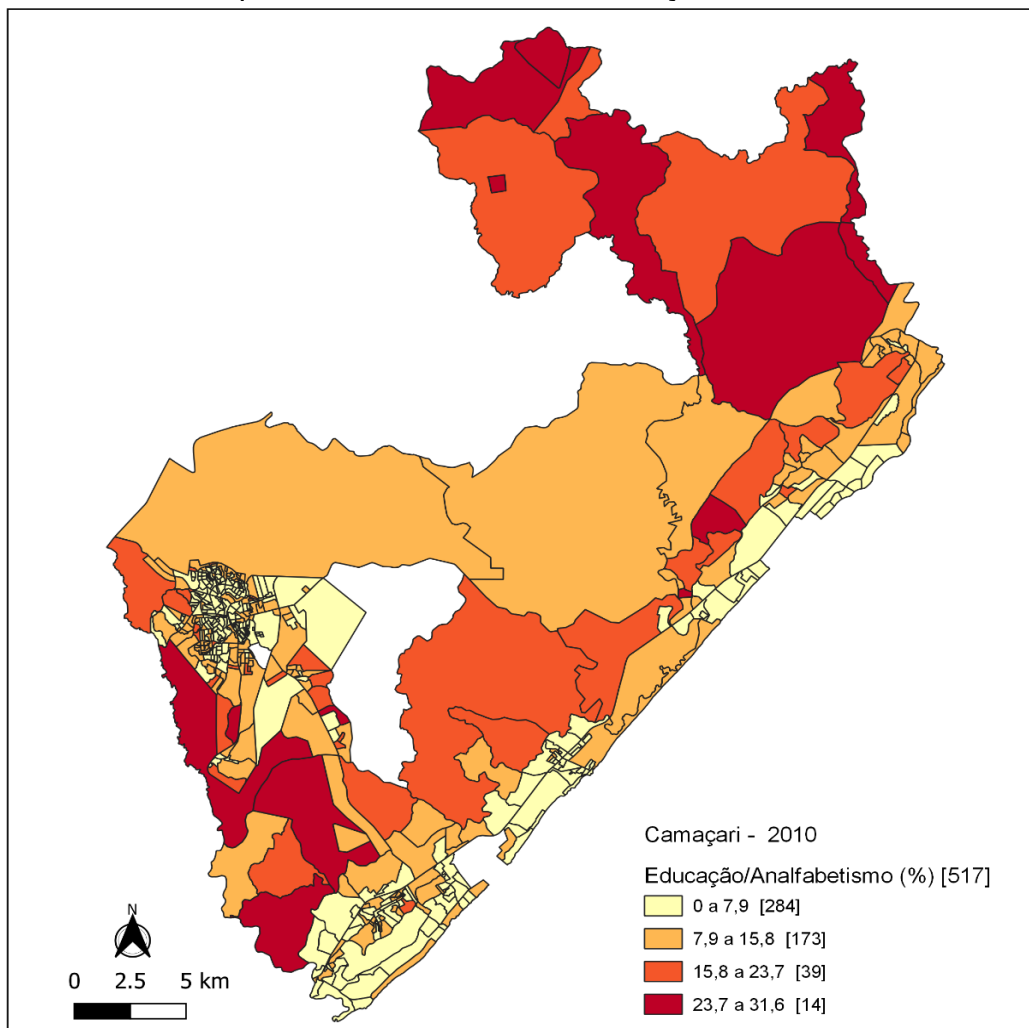 Camaçari - 2010
Educação/Analfabetismo (%) [517]
0 a 7,9 [284]
7,9 a 15,8 [173]
15,8 a 23,7 [39]
23,7 a 31,6 [14]
N
0 2.5 5 km